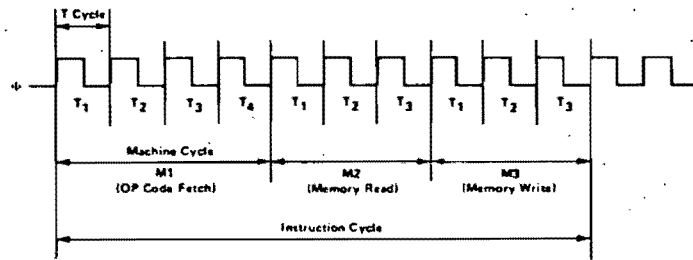 T Cycle
Φ
T1 T2 T3 T4 T1 T2 T3 T1 T2 T3
Machine Cycle
M1 M2 M3
(OP Code Fetch) (Memory Read) (Memory Write)
Instruction Cycle